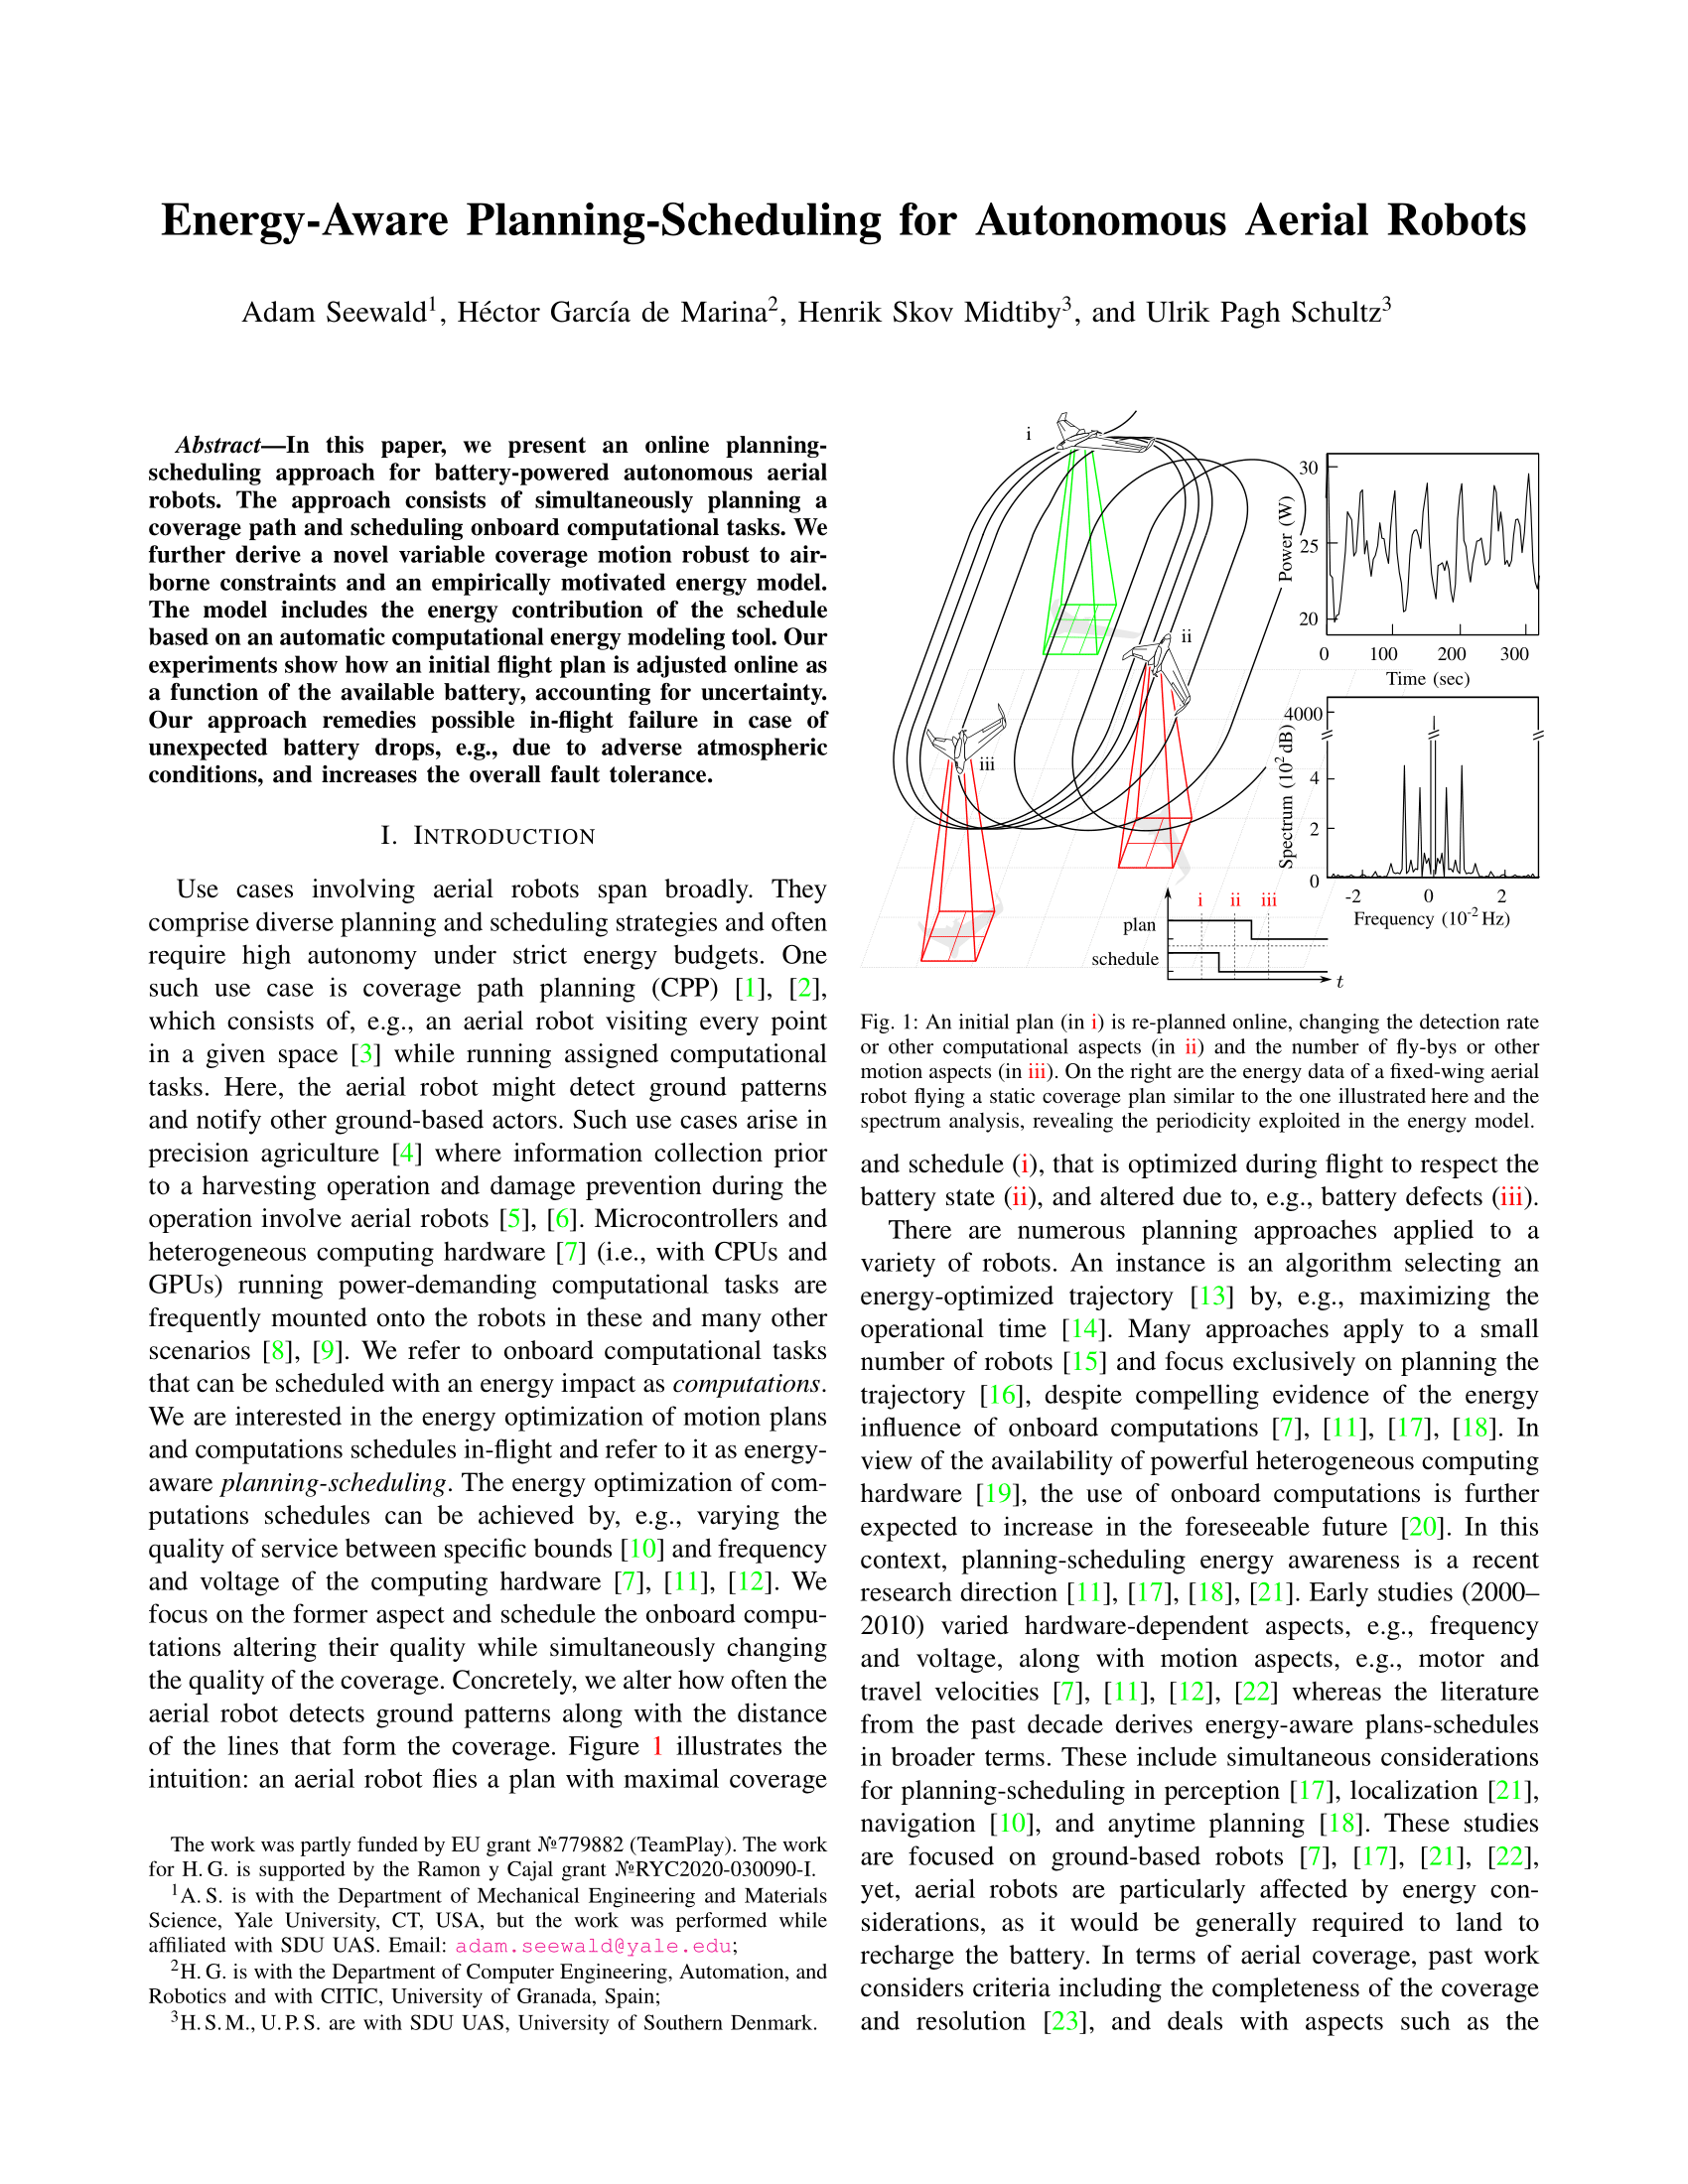 Energy-Aware Planning-Scheduling for Autonomous Aerial Robots
Adam Seewald1, Héctor García de Marina2, Henrik Skov Midtiby3, and Ulrik Pagh Schultz3
Abstract—In this paper, we present an online planning-
scheduling approach for battery-powered autonomous aerial
robots. The approach consists of simultaneously planning a
coverage path and scheduling onboard computational tasks. We
further derive a novel variable coverage motion robust to air-
borne constraints and an empirically motivated energy model.
The model includes the energy contribution of the schedule
based on an automatic computational energy modeling tool. Our
experiments show how an initial flight plan is adjusted online as
a function of the available battery, accounting for uncertainty.
Our approach remedies possible in-flight failure in case of
unexpected battery drops, e.g., due to adverse atmospheric
conditions, and increases the overall fault tolerance.
I. INTRODUCTION
Use cases involving aerial robots span broadly. They
comprise diverse planning and scheduling strategies and often
require high autonomy under strict energy budgets. One
such use case is coverage path planning (CPP) [1], [2],
which consists of, e.g., an aerial robot visiting every point
in a given space [3] while running assigned computational
tasks. Here, the aerial robot might detect ground patterns
and notify other ground-based actors. Such use cases arise in
precision agriculture [4] where information collection prior
to a harvesting operation and damage prevention during the
operation involve aerial robots [5], [6]. Microcontrollers and
heterogeneous computing hardware [7] (i.e., with CPUs and
GPUs) running power-demanding computational tasks are
frequently mounted onto the robots in these and many other
scenarios [8], [9]. We refer to onboard computational tasks
that can be scheduled with an energy impact as computations.
We are interested in the energy optimization of motion plans
and computations schedules in-flight and refer to it as energy-
aware planning-scheduling. The energy optimization of com-
putations schedules can be achieved by, e.g., varying the
quality of service between specific bounds [10] and frequency
and voltage of the computing hardware [7], [11], [12]. We
focus on the former aspect and schedule the onboard compu-
tations altering their quality while simultaneously changing
the quality of the coverage. Concretely, we alter how often the
aerial robot detects ground patterns along with the distance
of the lines that form the coverage. Figure 1 illustrates the
intuition: an aerial robot flies a plan with maximal coverage
The work was partly funded by EU grant №779882 (TeamPlay). The work
for H. G. is supported by the Ramon y Cajal grant №RYC2020-030090-I.
1A. S. is with the Department of Mechanical Engineering and Materials
Science, Yale University, CT, USA, but the work was performed while
affiliated with SDU UAS. Email: adam.seewald@yale.edu;
2H. G. is with the Department of Computer Engineering, Automation, and
Robotics and with CITIC, University of Granada, Spain;
3H. S. M., U. P. S. are with SDU UAS, University of Southern Denmark.
i
ii
iii
plan
schedule
i ii iii
t
Power (W)
30
25
20
0 100 200 300
Time (sec)
Spectrum (10² dB)
4000
4
2
0
-2 0 2
Frequency (10-2 Hz)
Fig. 1: An initial plan (in i) is re-planned online, changing the detection rate
or other computational aspects (in ii) and the number of fly-bys or other
motion aspects (in iii). On the right are the energy data of a fixed-wing aerial
robot flying a static coverage plan similar to the one illustrated here and the
spectrum analysis, revealing the periodicity exploited in the energy model.
and schedule (i), that is optimized during flight to respect the
battery state (ii), and altered due to, e.g., battery defects (iii).
There are numerous planning approaches applied to a
variety of robots. An instance is an algorithm selecting an
energy-optimized trajectory [13] by, e.g., maximizing the
operational time [14]. Many approaches apply to a small
number of robots [15] and focus exclusively on planning the
trajectory [16], despite compelling evidence of the energy
influence of onboard computations [7], [11], [17], [18]. In
view of the availability of powerful heterogeneous computing
hardware [19], the use of onboard computations is further
expected to increase in the foreseeable future [20]. In this
context, planning-scheduling energy awareness is a recent
research direction [11], [17], [18], [21]. Early studies (2000–
2010) varied hardware-dependent aspects, e.g., frequency
and voltage, along with motion aspects, e.g., motor and
travel velocities [7], [11], [12], [22] whereas the literature
from the past decade derives energy-aware plans-schedules
in broader terms. These include simultaneous considerations
for planning-scheduling in perception [17], localization [21],
navigation [10], and anytime planning [18]. These studies
are focused on ground-based robots [7], [17], [21], [22],
yet, aerial robots are particularly affected by energy con-
siderations, as it would be generally required to land to
recharge the battery. In terms of aerial coverage, past work
considers criteria including the completeness of the coverage
and resolution [23], and deals with aspects such as the